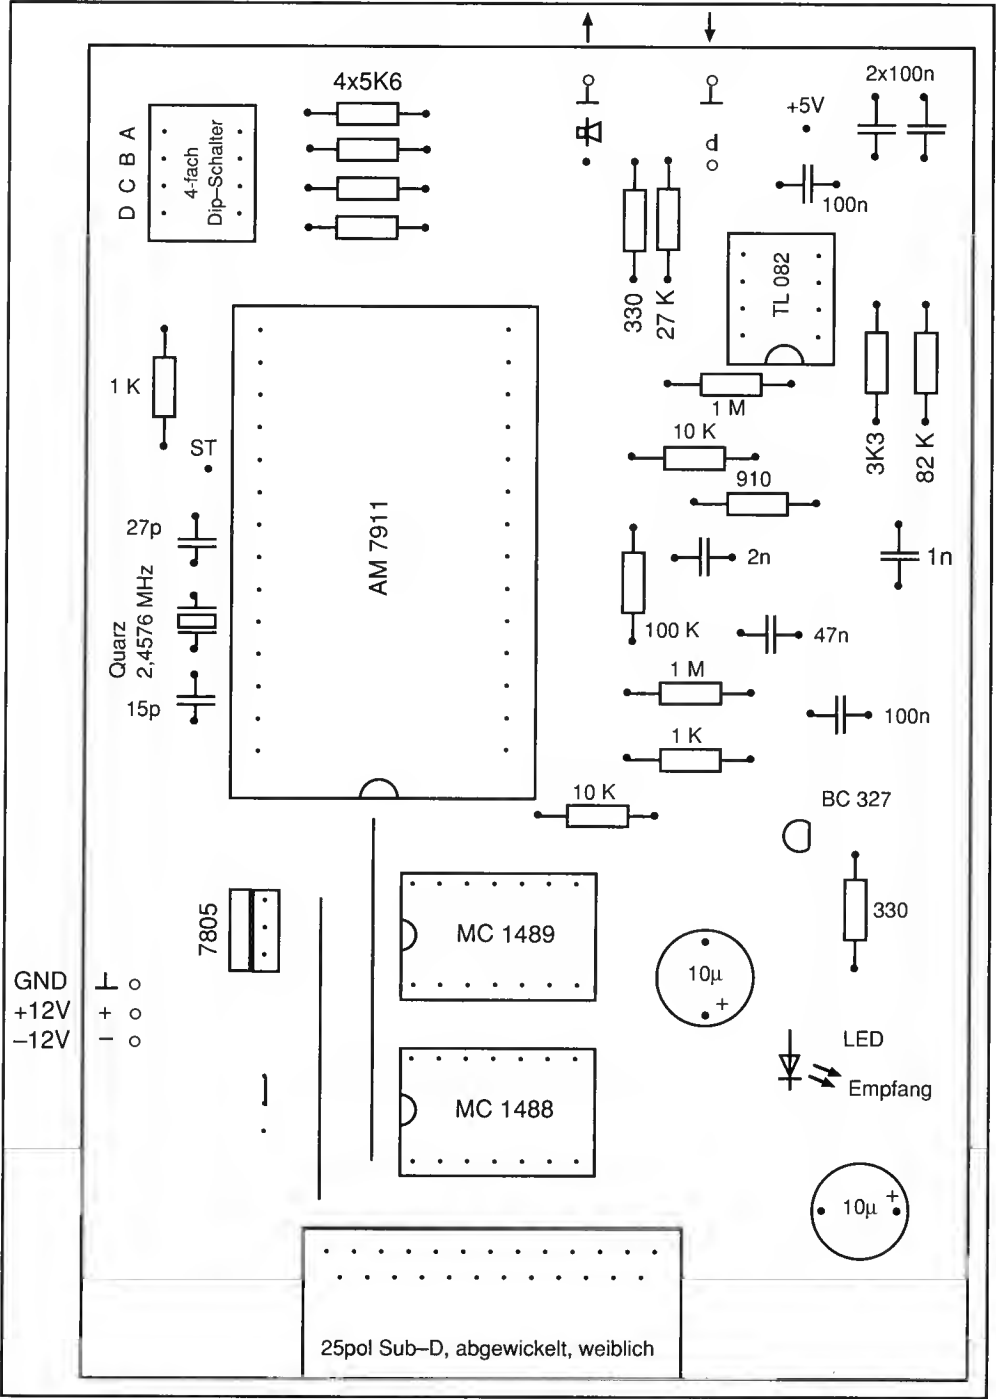 4x5K6
2x100n
+5V
A
B
C
D
4-fach
Dip–Schalter
100n
330
27 K
TL 082
1 K
1 M
ST
10 K
3K3
82 K
910
27p
AM 7911
2n
1n
Quarz
2,4576 MHz
100 K
47n
1 M
15p
100n
1 K
10 K
BC 327
7805
MC 1489
330
10µ
+
GND
+12V +
–12V –
LED
MC 1488
Empfang
10µ +
25pol Sub–D, abgewickelt, weiblich